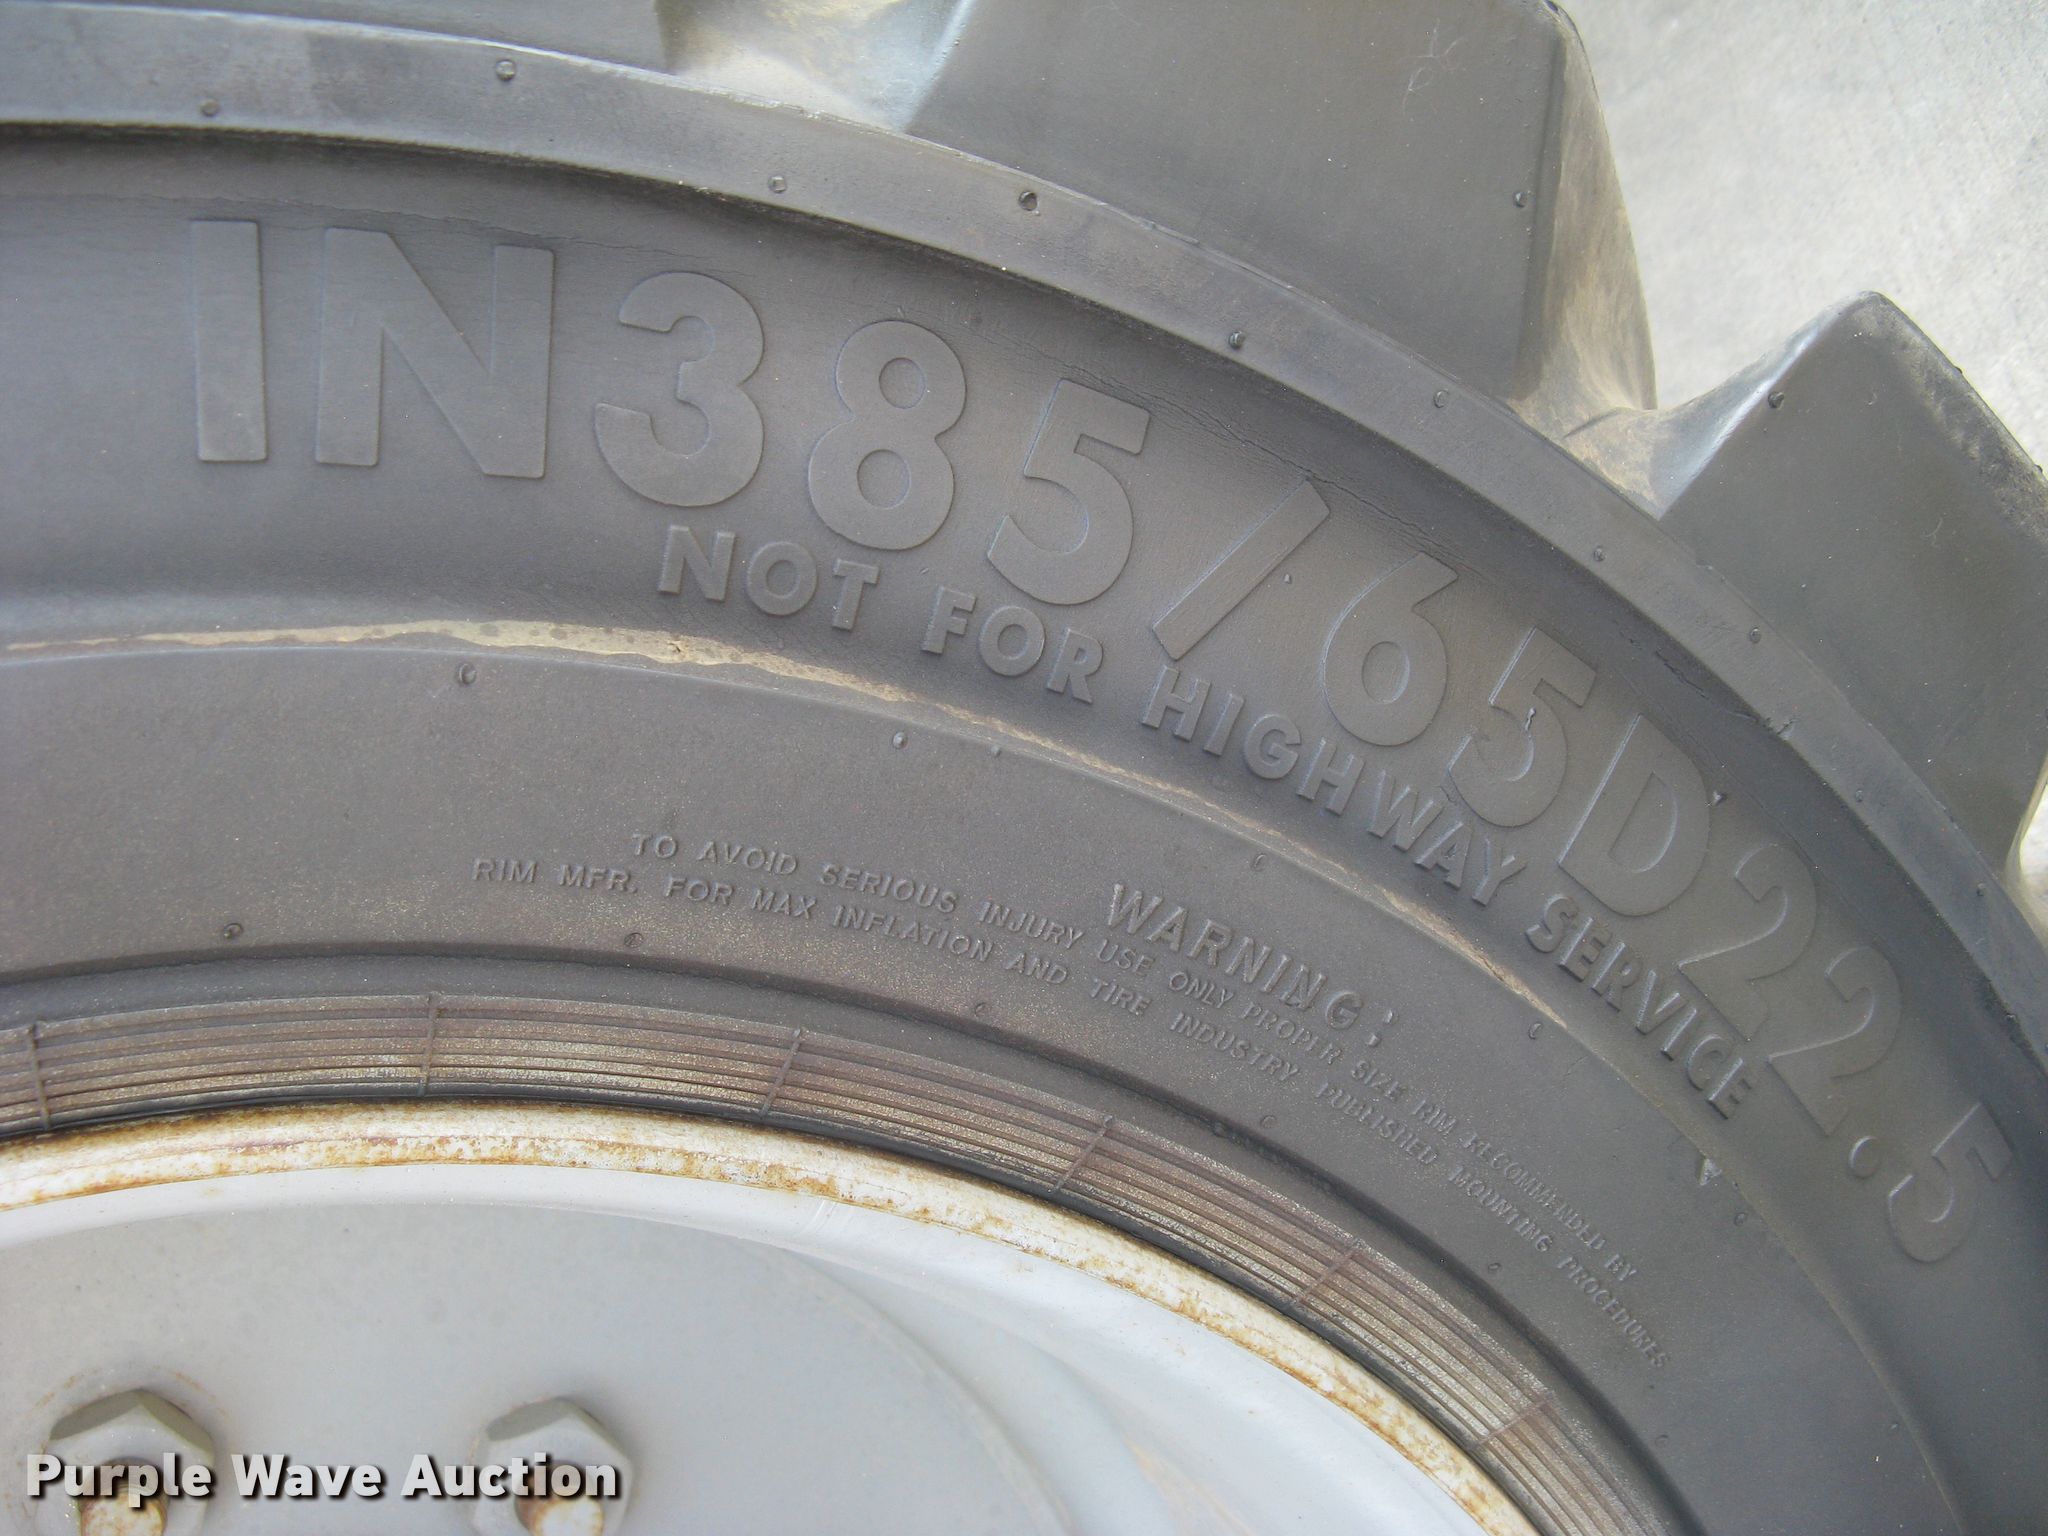 IN385/65D22.5
NOT FOR HIGHWAY SERVICE
WARNING:
TO AVOID SERIOUS INJURY USE ONLY PROPER SIZE RIM RECOMMENDED BY
RIM MFR. FOR MAX INFLATION AND TIRE INDUSTRY PUBLISHED MOUNTING PROCEDURES
Purple Wave Auction